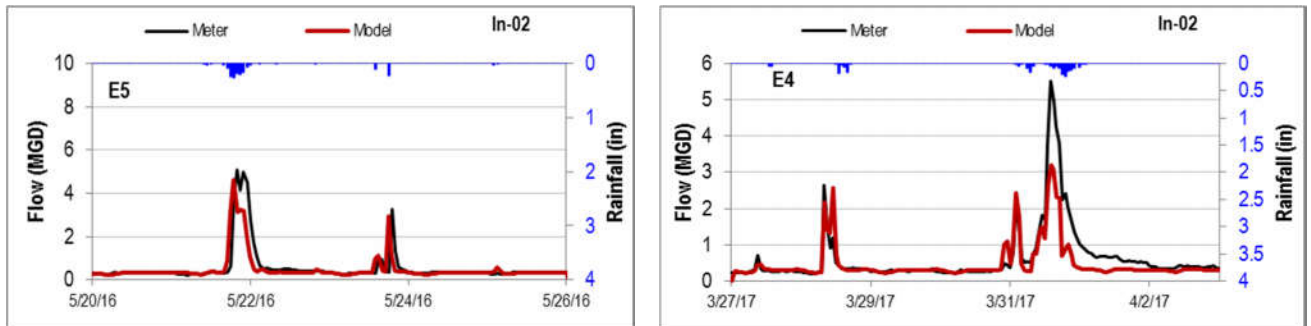 Meter Model In-02
10 0
E5
8 1
6 2
4 3
2
0 4
Flow (MGD)
Rainfall (in)
5/20/16 5/22/16 5/24/16 5/26/16
Meter Model In-02
6 0
E4
5 0.5
4 1
1.5
3 2
2 2.5
3
1 3.5
0 4
Flow (MGD)
Rainfall (in)
3/27/17 3/29/17 3/31/17 4/2/17